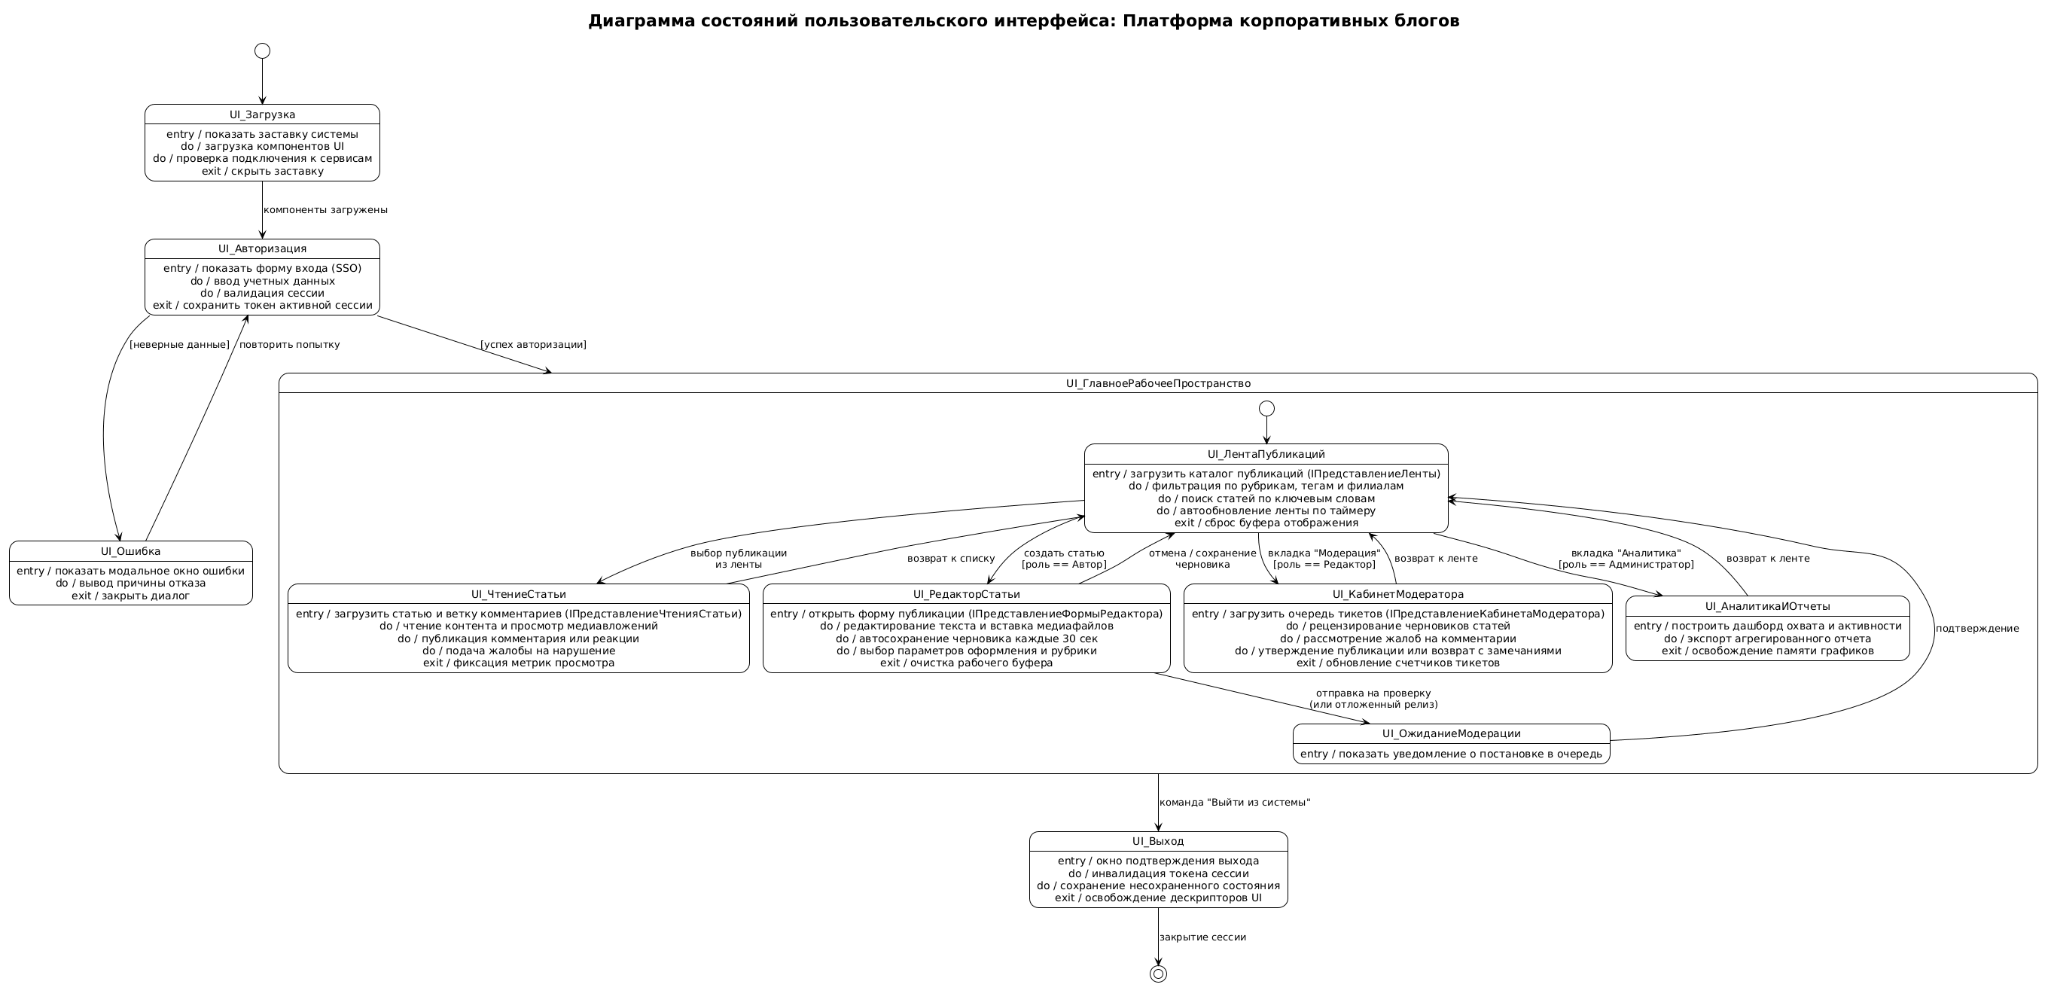 Диаграмма состояний пользовательского интерфейса: Платформа корпоративных блогов
UI_Загрузка
entry / показать заставку системы
do / загрузка компонентов UI
do / проверка подключения к сервисам
exit / скрыть заставку
компоненты загружены
UI_Авторизация
entry / показать форму входа (SSO)
do / ввод учетных данных
do / валидация сессии
exit / сохранить токен активной сессии
[неверные данные]
повторить попытку
[успех авторизации]
UI_Ошибка
entry / показать модальное окно ошибки
do / вывод причины отказа
exit / закрыть диалог
UI_ГлавноеРабочееПространство
UI_ЛентаПубликаций
entry / загрузить каталог публикаций (IПредставлениеЛенты)
do / фильтрация по рубрикам, тегам и филиалам
do / поиск статей по ключевым словам
do / автообновление ленты по таймеру
exit / сброс буфера отображения
выбор публикации
из ленты
возврат к списку
создать статью
[роль == Автор]
отмена / сохранение
черновика
вкладка "Модерация"
[роль == Редактор]
возврат к ленте
вкладка "Аналитика"
[роль == Администратор]
возврат к ленте
UI_ЧтениеСтатьи
entry / загрузить статью и ветку комментариев (IПредставлениеЧтенияСтатьи)
do / чтение контента и просмотр медиавложений
do / публикация комментария или реакции
do / подача жалобы на нарушение
exit / фиксация метрик просмотра
UI_РедакторСтатьи
entry / открыть форму публикации (IПредставлениеФормыРедактора)
do / редактирование текста и вставка медиафайлов
do / автосохранение черновика каждые 30 сек
do / выбор параметров оформления и рубрики
exit / очистка рабочего буфера
UI_КабинетМодератора
entry / загрузить очередь тикетов (IПредставлениеКабинетаМодератора)
do / рецензирование черновиков статей
do / рассмотрение жалоб на комментарии
do / утверждение публикации или возврат с замечаниями
exit / обновление счетчиков тикетов
UI_АналитикаИОтчеты
entry / построить дашборд охвата и активности
do / экспорт агрегированного отчета
exit / освобождение памяти графиков
подтверждение
отправка на проверку
(или отложенный релиз)
UI_ОжиданиеМодерации
entry / показать уведомление о постановке в очередь
команда "Выйти из системы"
UI_Выход
entry / окно подтверждения выхода
do / инвалидация токена сессии
do / сохранение несохраненного состояния
exit / освобождение дескрипторов UI
закрытие сессии